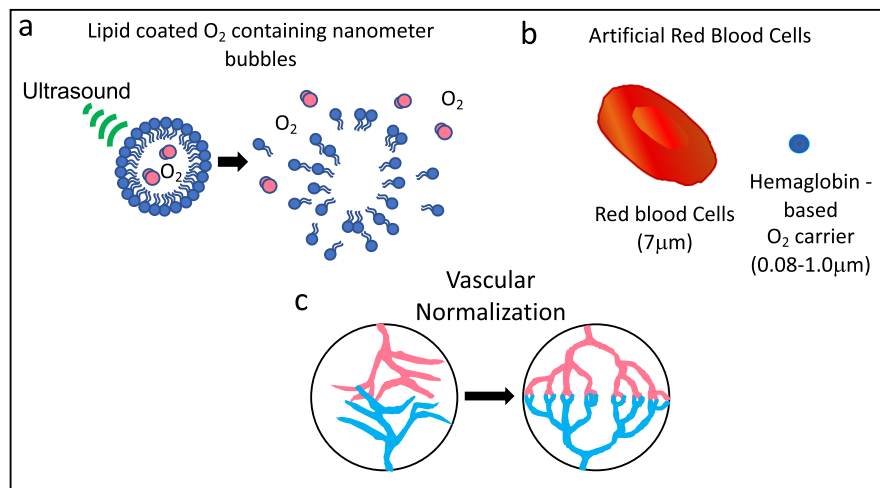 a
Lipid coated O₂ containing nanometer
bubbles
Ultrasound
O₂
O₂
O₂
b
Artificial Red Blood Cells
Red blood Cells
(7μm)
Hemaglobin -
based
O₂ carrier
(0.08-1.0μm)
c
Vascular
Normalization